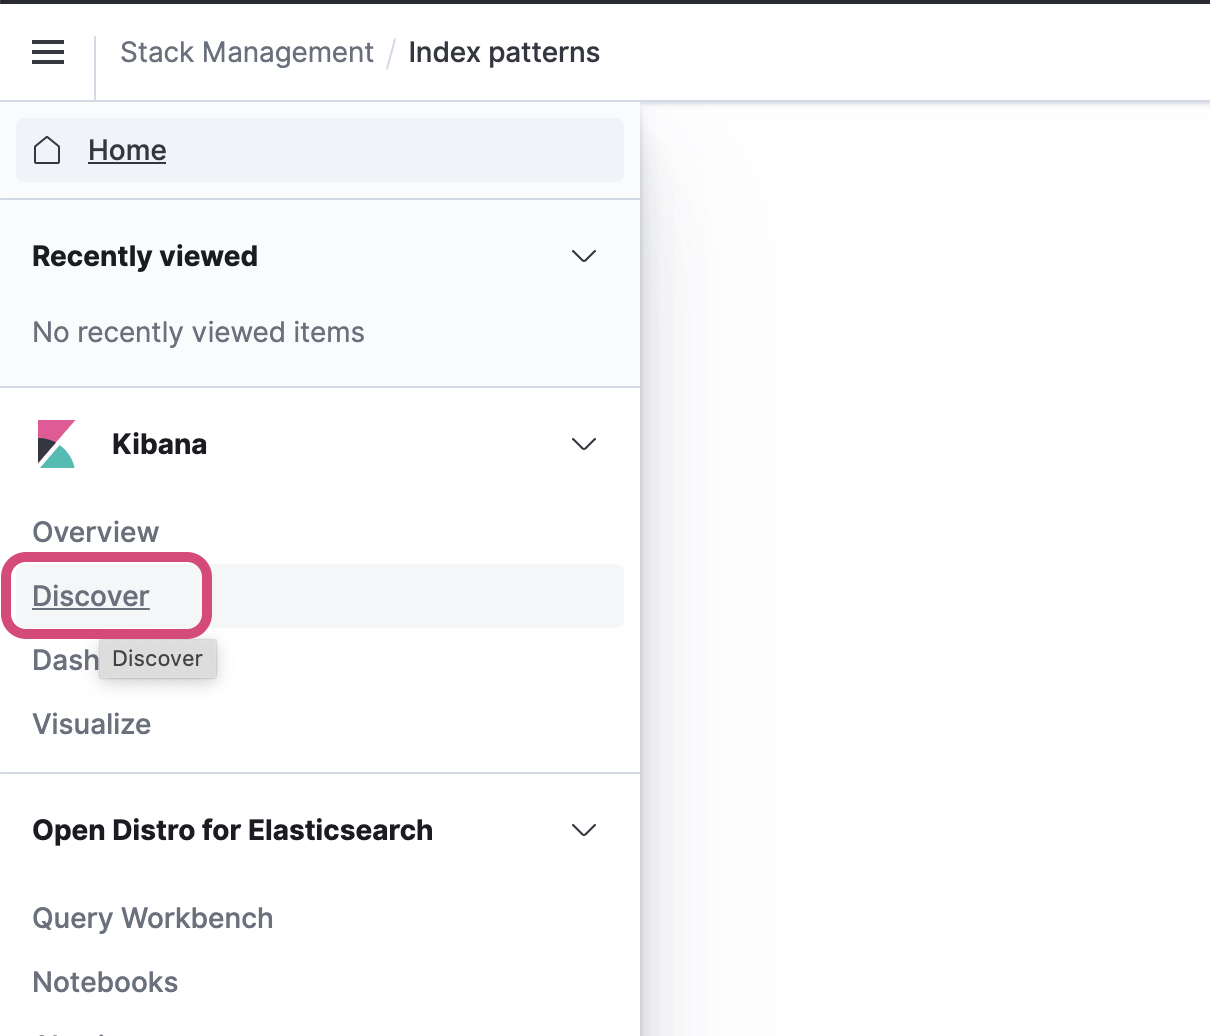 Stack Management / Index patterns
Home
Recently viewed
No recently viewed items
Kibana
Overview
Discover
Dash
Discover
Visualize
Open Distro for Elasticsearch
Query Workbench
Notebooks